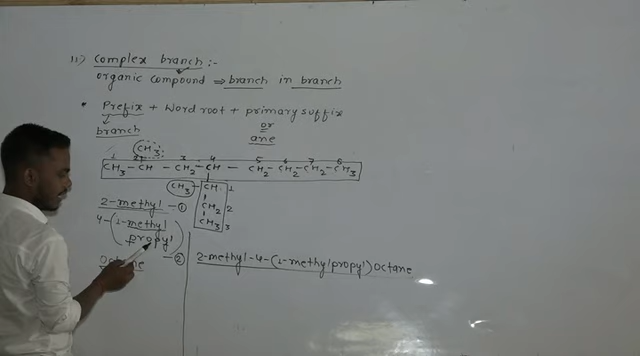 11) Complex branch :-
organic compound ⇒ branch in branch
• Prefix + Word root + primary suffix
branch
or
ane
CH3
1 2 3 4 5 6 7 8
CH3 - CH - CH2 - CH - CH2 - CH2 - CH2 - CH3
CH3 - CH 1
CH2 2
CH3 3
2-methyl - ①
4-(1-methyl
propyl)
Octane - ②
2-methyl-4-(1-methylpropyl) Octane